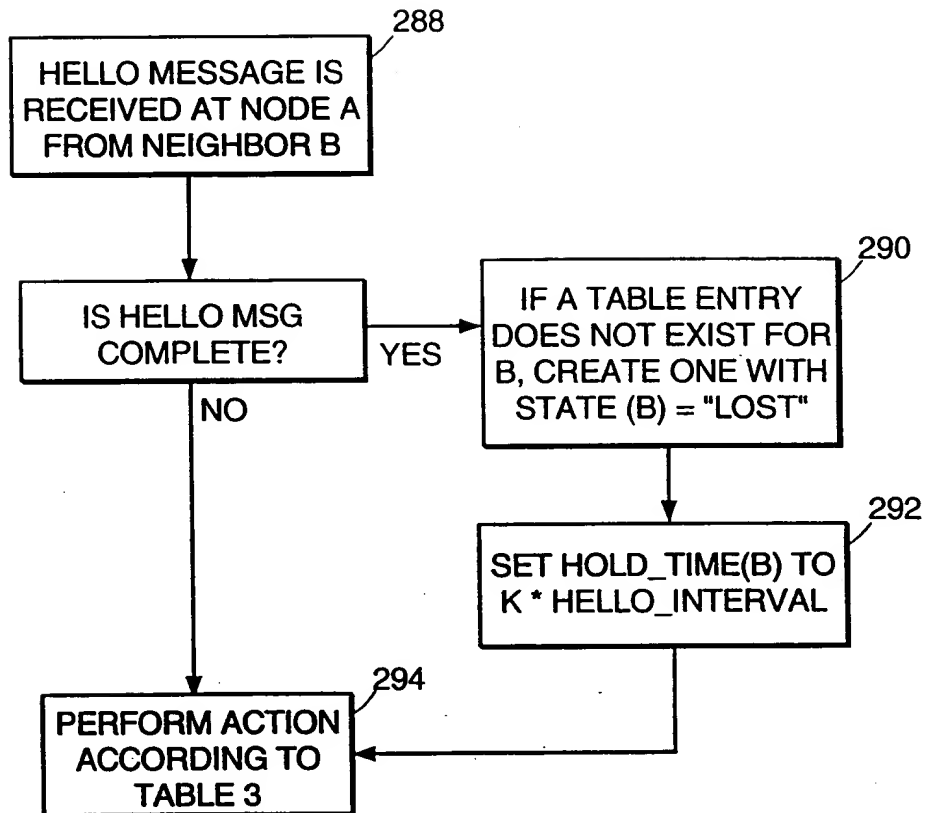 288
HELLO MESSAGE IS
RECEIVED AT NODE A
FROM NEIGHBOR B
IS HELLO MSG
COMPLETE?
YES
NO
290
IF A TABLE ENTRY
DOES NOT EXIST FOR
B, CREATE ONE WITH
STATE (B) = "LOST"
292
SET HOLD_TIME(B) TO
K * HELLO_INTERVAL
294
PERFORM ACTION
ACCORDING TO
TABLE 3